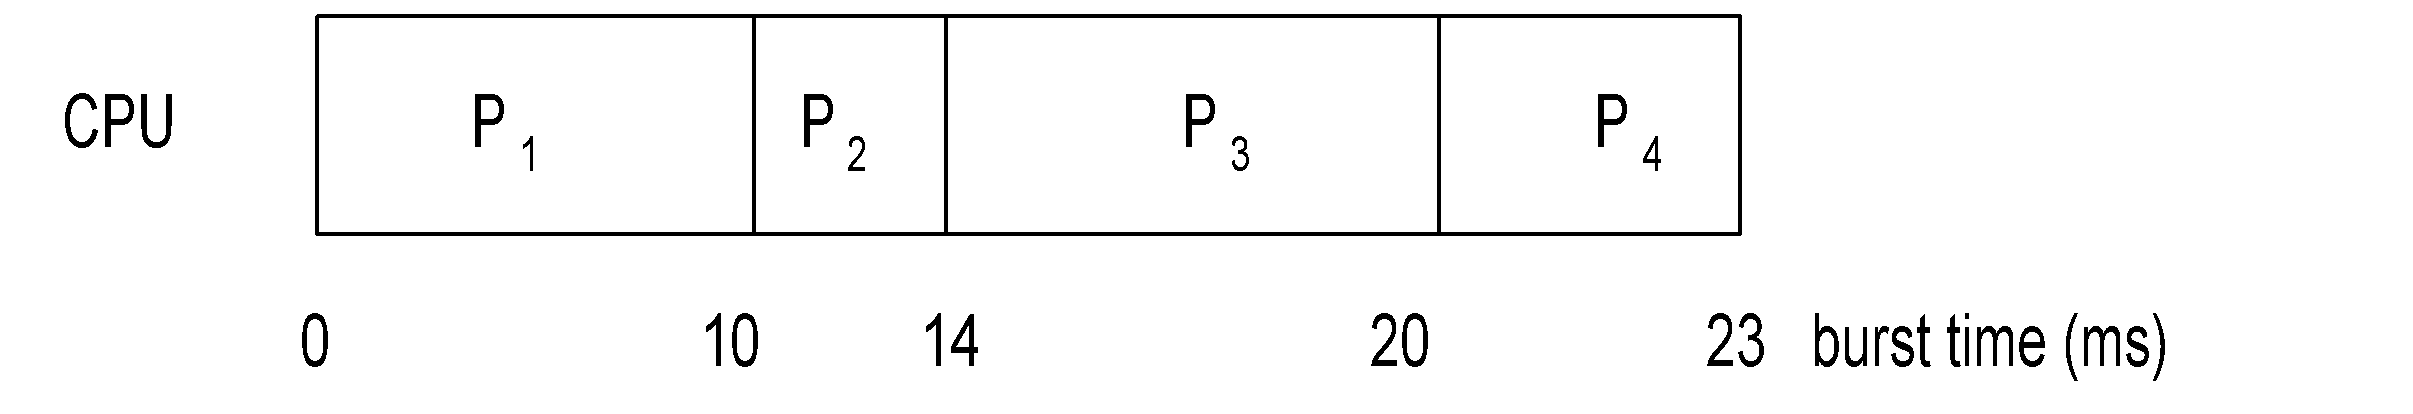 CPU P1 P2 P3 P4
0 10 14 20 23 burst time (ms)